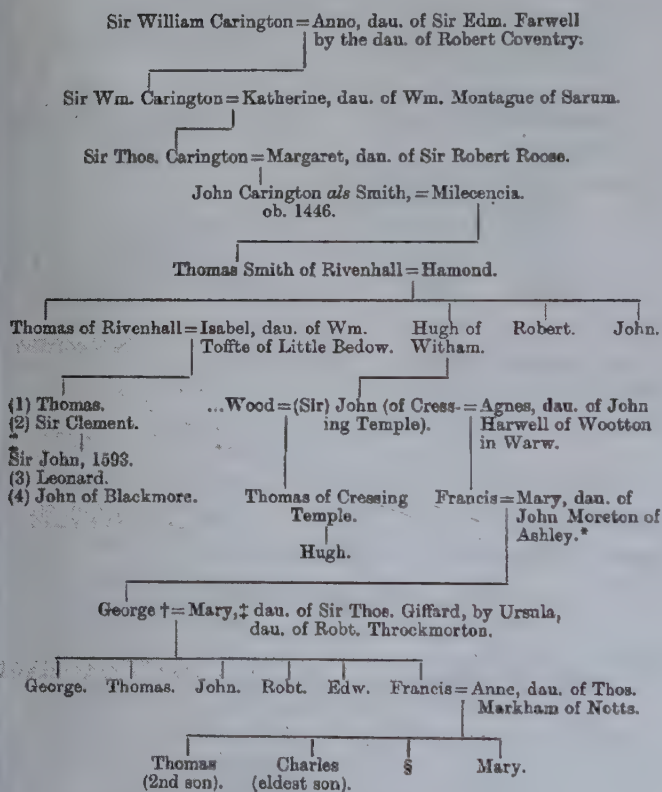 Sir William Carington = Anno, dau. of Sir Edm. Farwell
by the dau. of Robert Coventry.
Sir Wm. Carington = Katherine, dau. of Wm. Montague of Sarum.
Sir Thos. Carington = Margaret, dau. of Sir Robert Roose.
John Carington als Smith, = Milecencia.
ob. 1446.
Thomas Smith of Rivenhall = Hamond.
Thomas of Rivenhall = Isabel, dau. of Wm. Hugh of Robert. John.
Toffte of Little Bedow. Witham.
(1) Thomas. ...Wood = (Sir) John (of Cress- = Agnes, dau. of John
(2) Sir Clement. ing Temple). Harwell of Wootton
* in Warw.
Sir John, 1593.
(3) Leonard. Thomas of Cressing Francis = Mary, dau. of
(4) John of Blackmore. Temple. John Moreton of
Ashley.*
Hugh.
George † = Mary, ‡ dau. of Sir Thos. Giffard, by Ursula,
dau. of Robt. Throckmorton.
George. Thomas. John. Robt. Edw. Francis = Anne, dau. of Thos.
Markham of Notts.
Thomas Charles § Mary.
(2nd son). (eldest son).